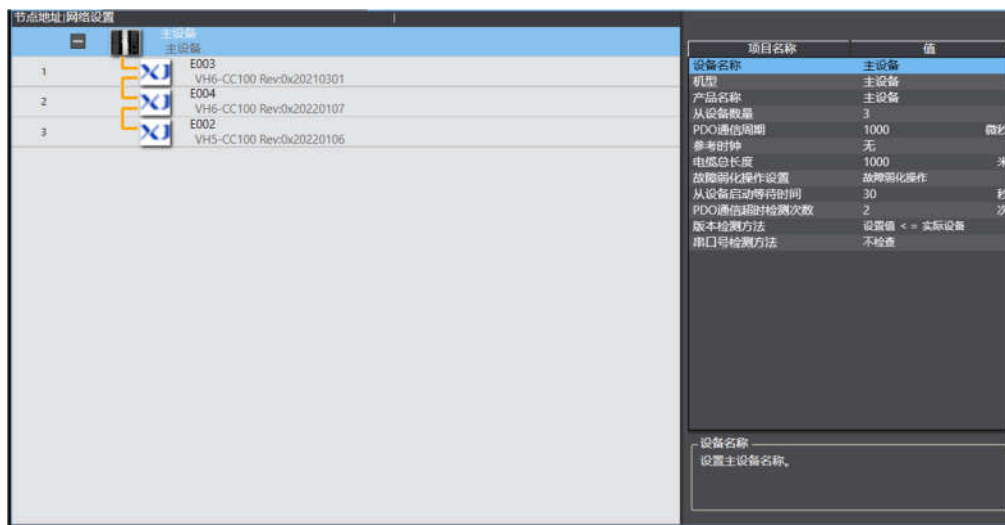 节点地址|网络设置
主设备
主设备
1
E003
VH6-CC100 Rev:0x20210301
2
E004
VH6-CC100 Rev:0x20220107
3
E002
VH5-CC100 Rev:0x20220106
项目名称 值
设备名称 主设备
机型 主设备
产品名称 主设备
从设备数量 3
PDO通信周期 1000 微秒
参考时钟 无
电缆总长度 1000 米
故障弱化操作设置 故障弱化操作
从设备启动等待时间 30 秒
PDO通信超时检测次数 2 次
版本检测方法 设置值 <= 实际设备
串口号检测方法 不检查
设备名称
设置主设备名称。